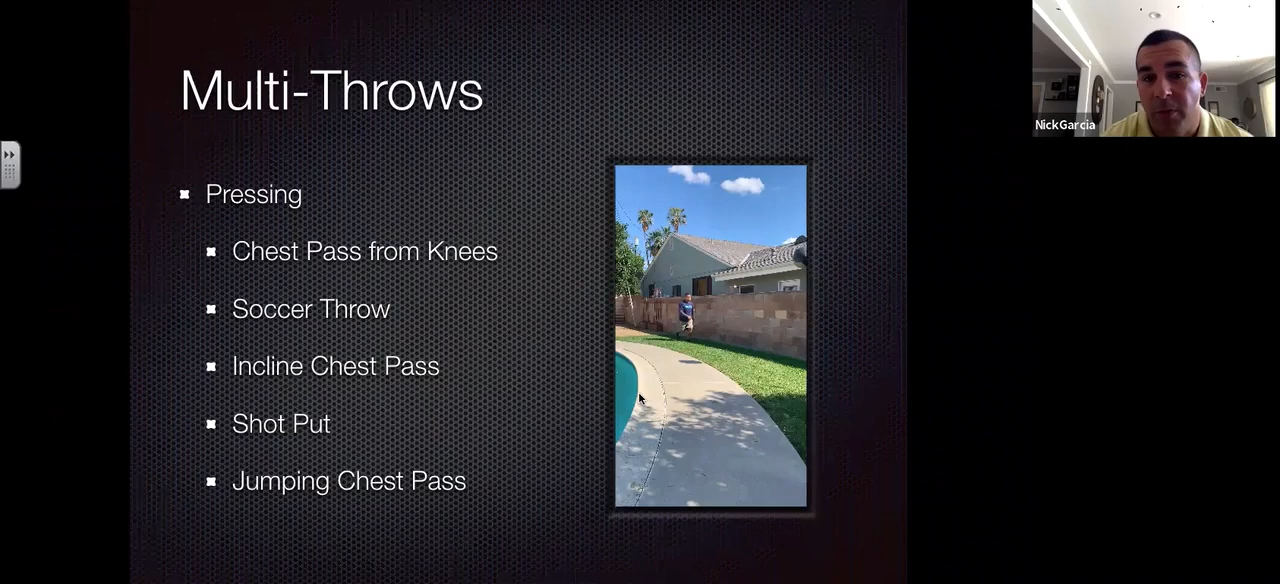 Multi-Throws
Pressing
Chest Pass from Knees
Soccer Throw
Incline Chest Pass
Shot Put
Jumping Chest Pass
NickGarcia